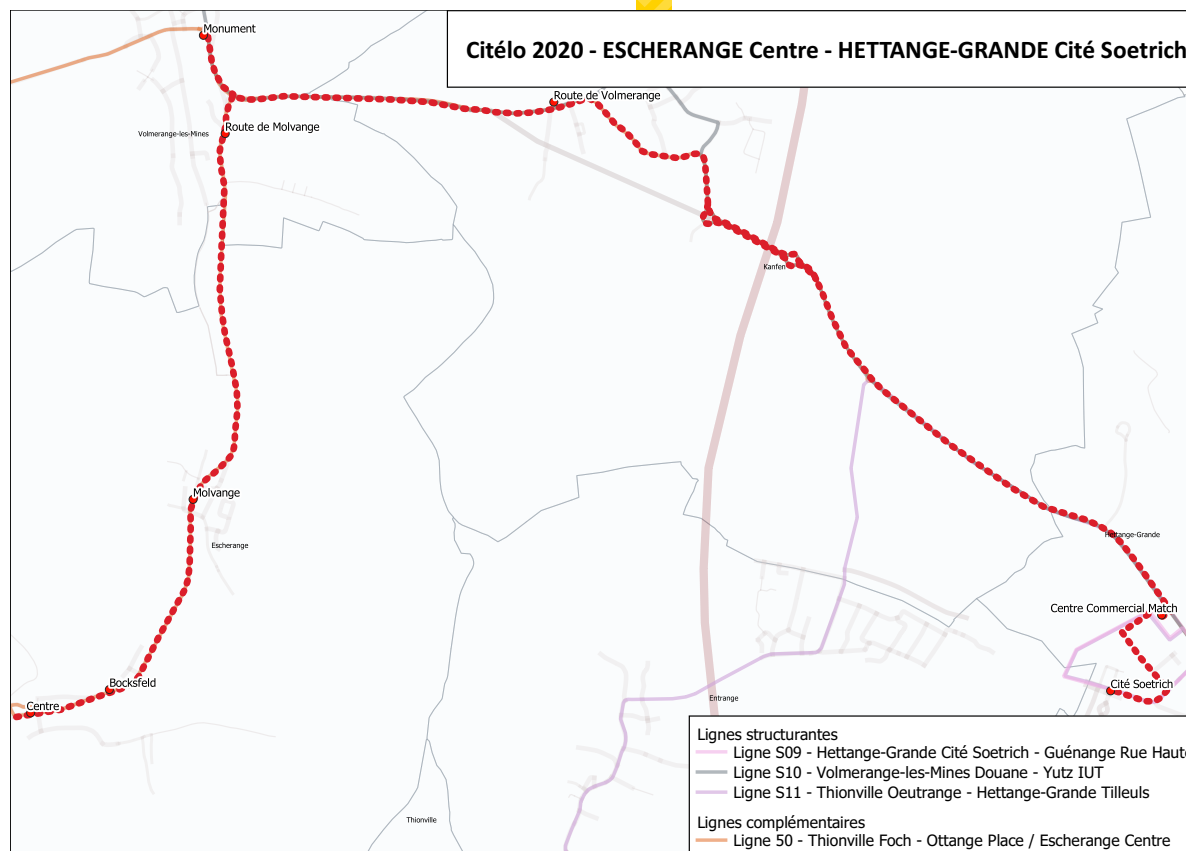 Monument
Citélo 2020 - ESCHERANGE Centre - HETTANGE-GRANDE Cité Soetrich
Route de Volmerange
Route de Molvange
Volmerange-les-Mines
Kanfen
Molvange
Escherange
Hettange-Grande
Centre Commercial Match
Bocksfeld
Cité Soetrich
Centre
Entrange
Lignes structurantes
Ligne S09 - Hettange-Grande Cité Soetrich - Guénange Rue Haute
Ligne S10 - Volmerange-les-Mines Douane - Yutz IUT
Ligne S11 - Thionville Oeutrange - Hettange-Grande Tilleuls
Thionville
Lignes complémentaires
Ligne 50 - Thionville Foch - Ottange Place / Escherange Centre